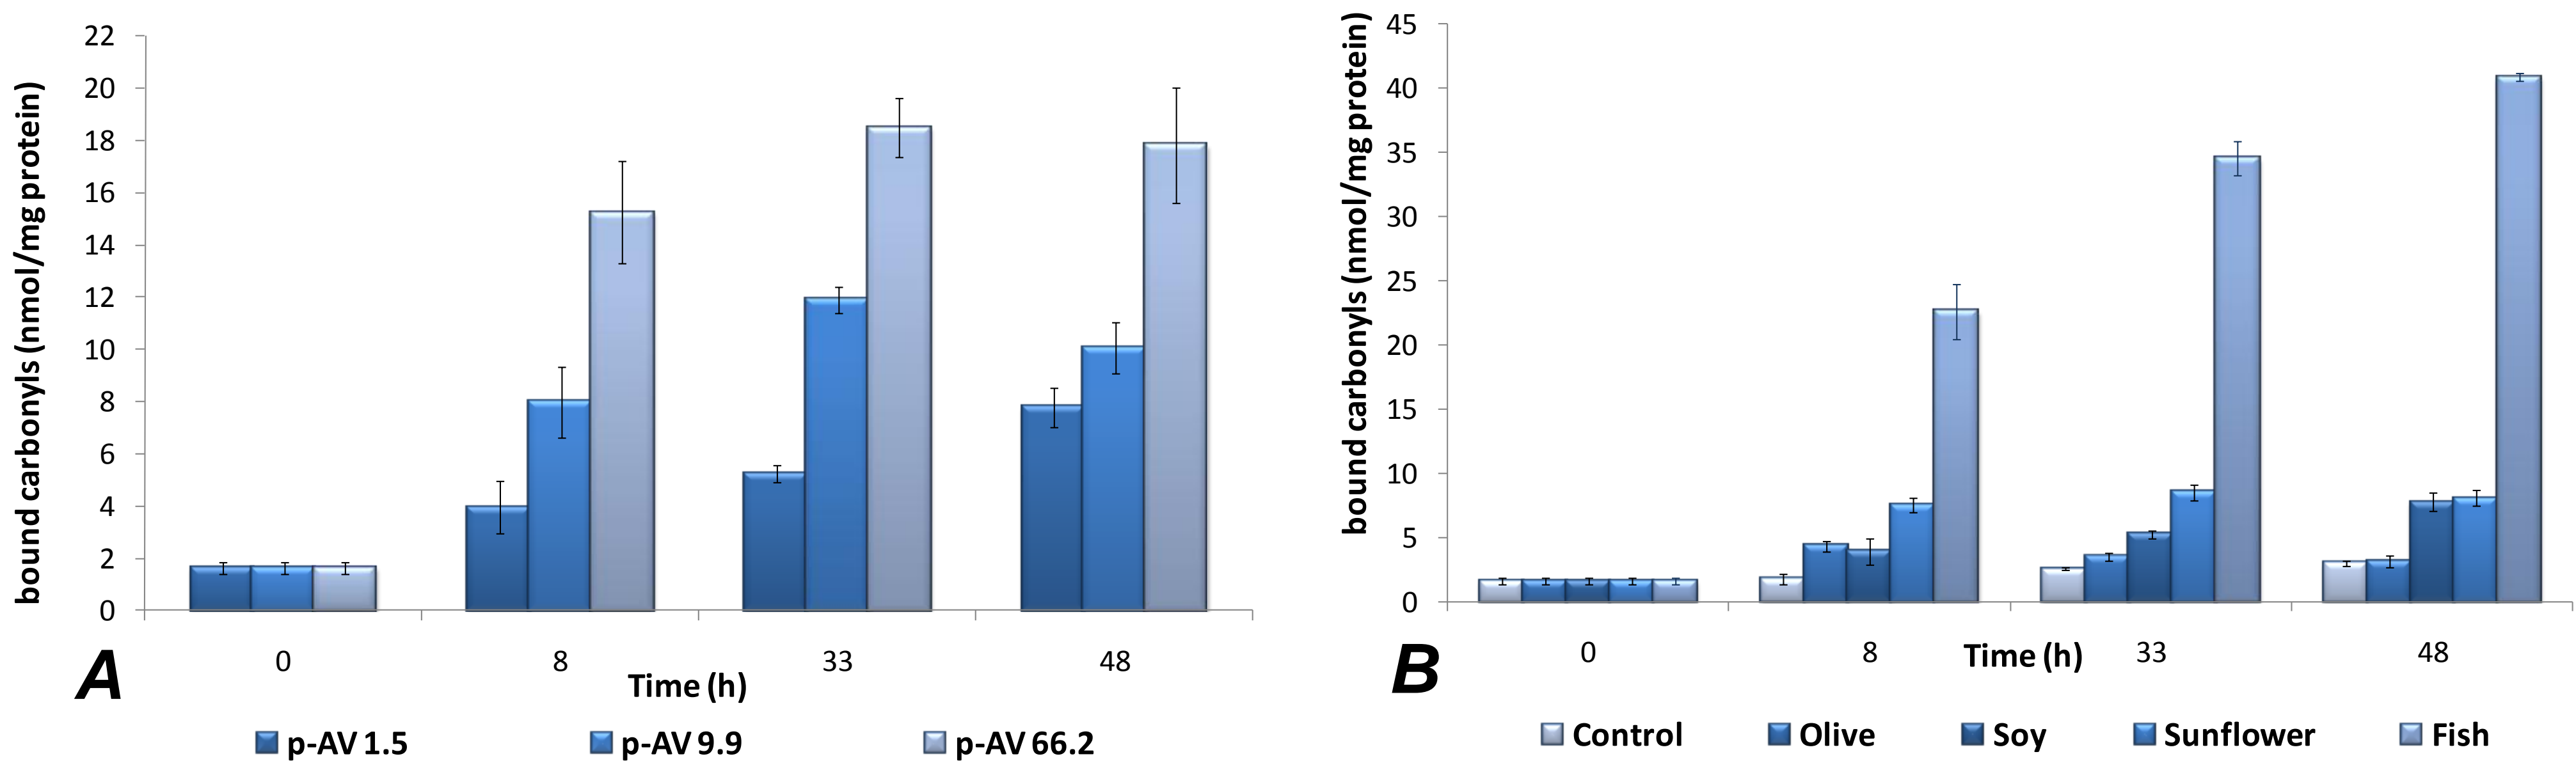 bound carbonyls (nmol/mg protein)
22
20
18
16
14
12
10
8
6
4
2
0
0 8 33 48
Time (h)
A
p-AV 1.5 p-AV 9.9 p-AV 66.2
bound carbonyls (nmol/mg protein)
45
40
35
30
25
20
15
10
5
0
0 8 33 48
Time (h)
B
Control Olive Soy Sunflower Fish